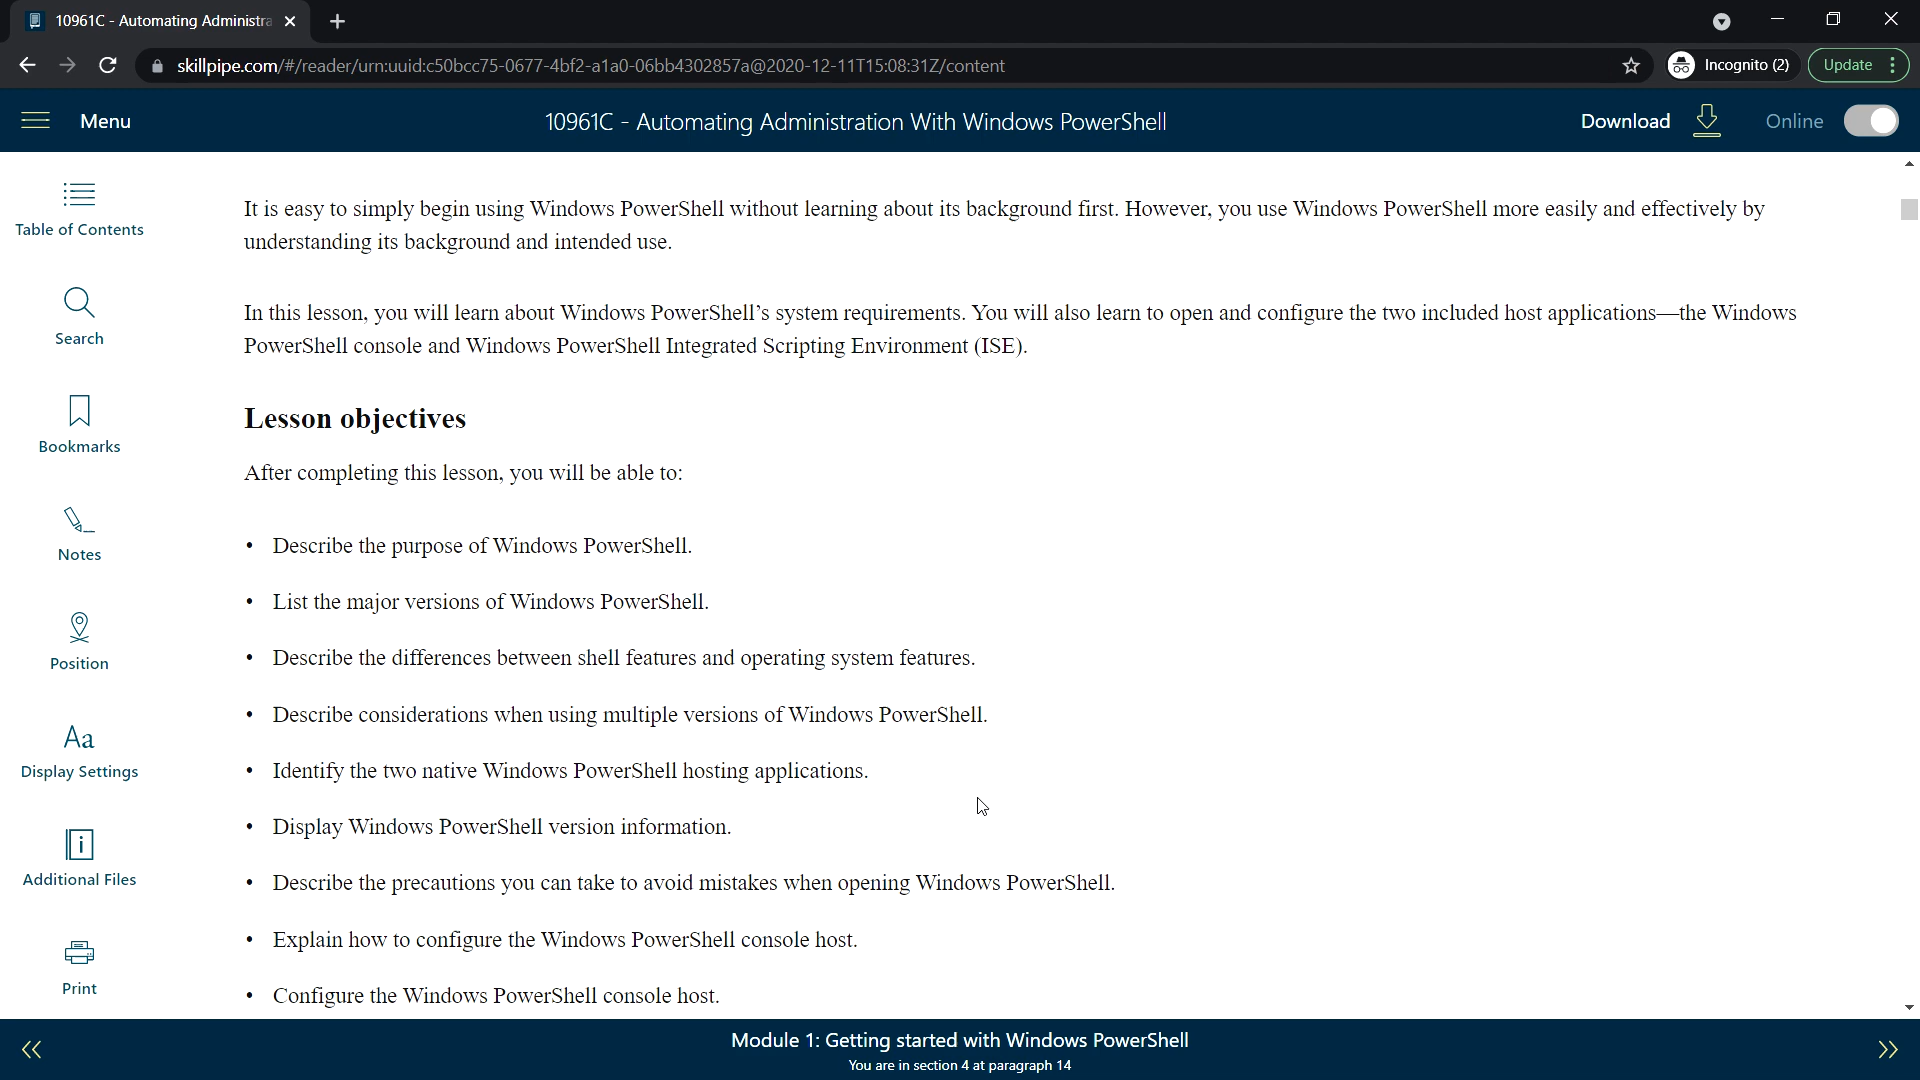 10961C - Automating Administra
skillpipe.com/#/reader/urn:uuid:c50bcc75-0677-4bf2-a1a0-06bb4302857a@2020-12-11T15:08:31Z/content
Incognito (2)
Update
Menu
10961C - Automating Administration With Windows PowerShell
Download
Online
Table of Contents
Search
Bookmarks
Notes
Position
Aa
Display Settings
Additional Files
Print
It is easy to simply begin using Windows PowerShell without learning about its background first. However, you use Windows PowerShell more easily and effectively by
understanding its background and intended use.
In this lesson, you will learn about Windows PowerShell’s system requirements. You will also learn to open and configure the two included host applications—the Windows
PowerShell console and Windows PowerShell Integrated Scripting Environment (ISE).
Lesson objectives
After completing this lesson, you will be able to:
• Describe the purpose of Windows PowerShell.
• List the major versions of Windows PowerShell.
• Describe the differences between shell features and operating system features.
• Describe considerations when using multiple versions of Windows PowerShell.
• Identify the two native Windows PowerShell hosting applications.
• Display Windows PowerShell version information.
• Describe the precautions you can take to avoid mistakes when opening Windows PowerShell.
• Explain how to configure the Windows PowerShell console host.
• Configure the Windows PowerShell console host.
Module 1: Getting started with Windows PowerShell
You are in section 4 at paragraph 14